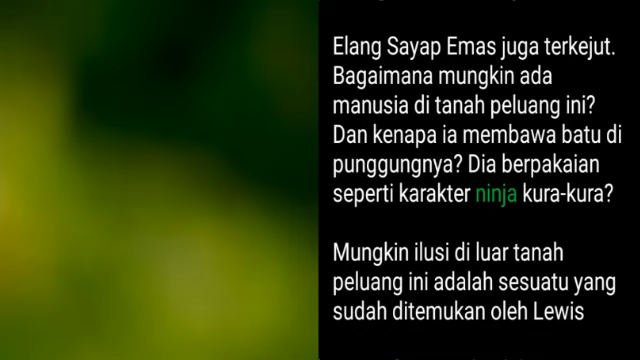 Elang Sayap Emas juga terkejut.
Bagaimana mungkin ada
manusia di tanah peluang ini?
Dan kenapa ia membawa batu di
punggungnya? Dia berpakaian
seperti karakter ninja kura-kura?
Mungkin ilusi di luar tanah
peluang ini adalah sesuatu yang
sudah ditemukan oleh Lewis